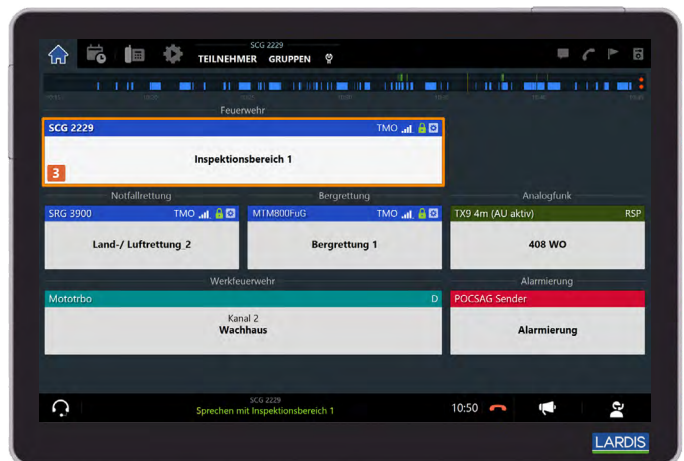 SCG 2229
TEILNEHMER GRUPPEN
Feuerwehr
SCG 2229 TMO
Inspektionsbereich 1
3
Notfallrettung Bergrettung Analogfunk
SRG 3900 TMO MTM800FuG TMO TX9 4m (AU aktiv) RSP
Land-/ Luftrettung_2 Bergrettung 1 408 WO
Werkfeuerwehr Alarmierung
Mototrbo D POCSAG Sender
Kanal 2
Wachhaus Alarmierung
SCG 2229
Sprechen mit Inspektionsbereich 1 10:50
LARDIS